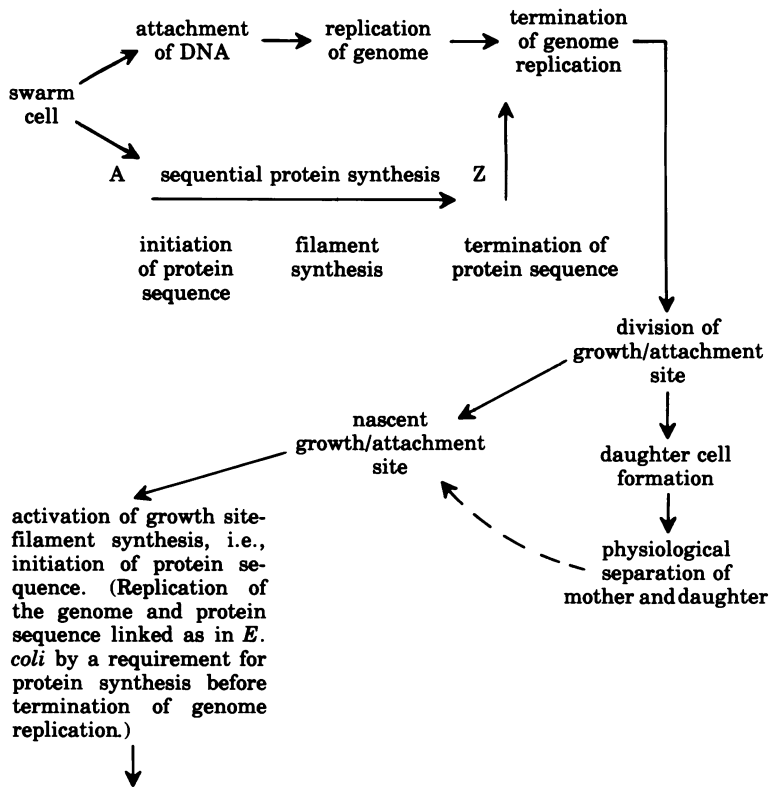 attachment
of DNA
replication
of genome
termination
of genome
replication
swarm
cell
A sequential protein synthesis Z
initiation
of protein
sequence
filament
synthesis
termination of
protein sequence
division of
growth/attachment
site
nascent
growth/attachment
site
daughter cell
formation
physiological
separation of
mother and daughter
activation of growth site-
filament synthesis, i.e.,
initiation of protein se-
quence. (Replication of
the genome and protein
sequence linked as in E.
coli by a requirement for
protein synthesis before
termination of genome
replication.)